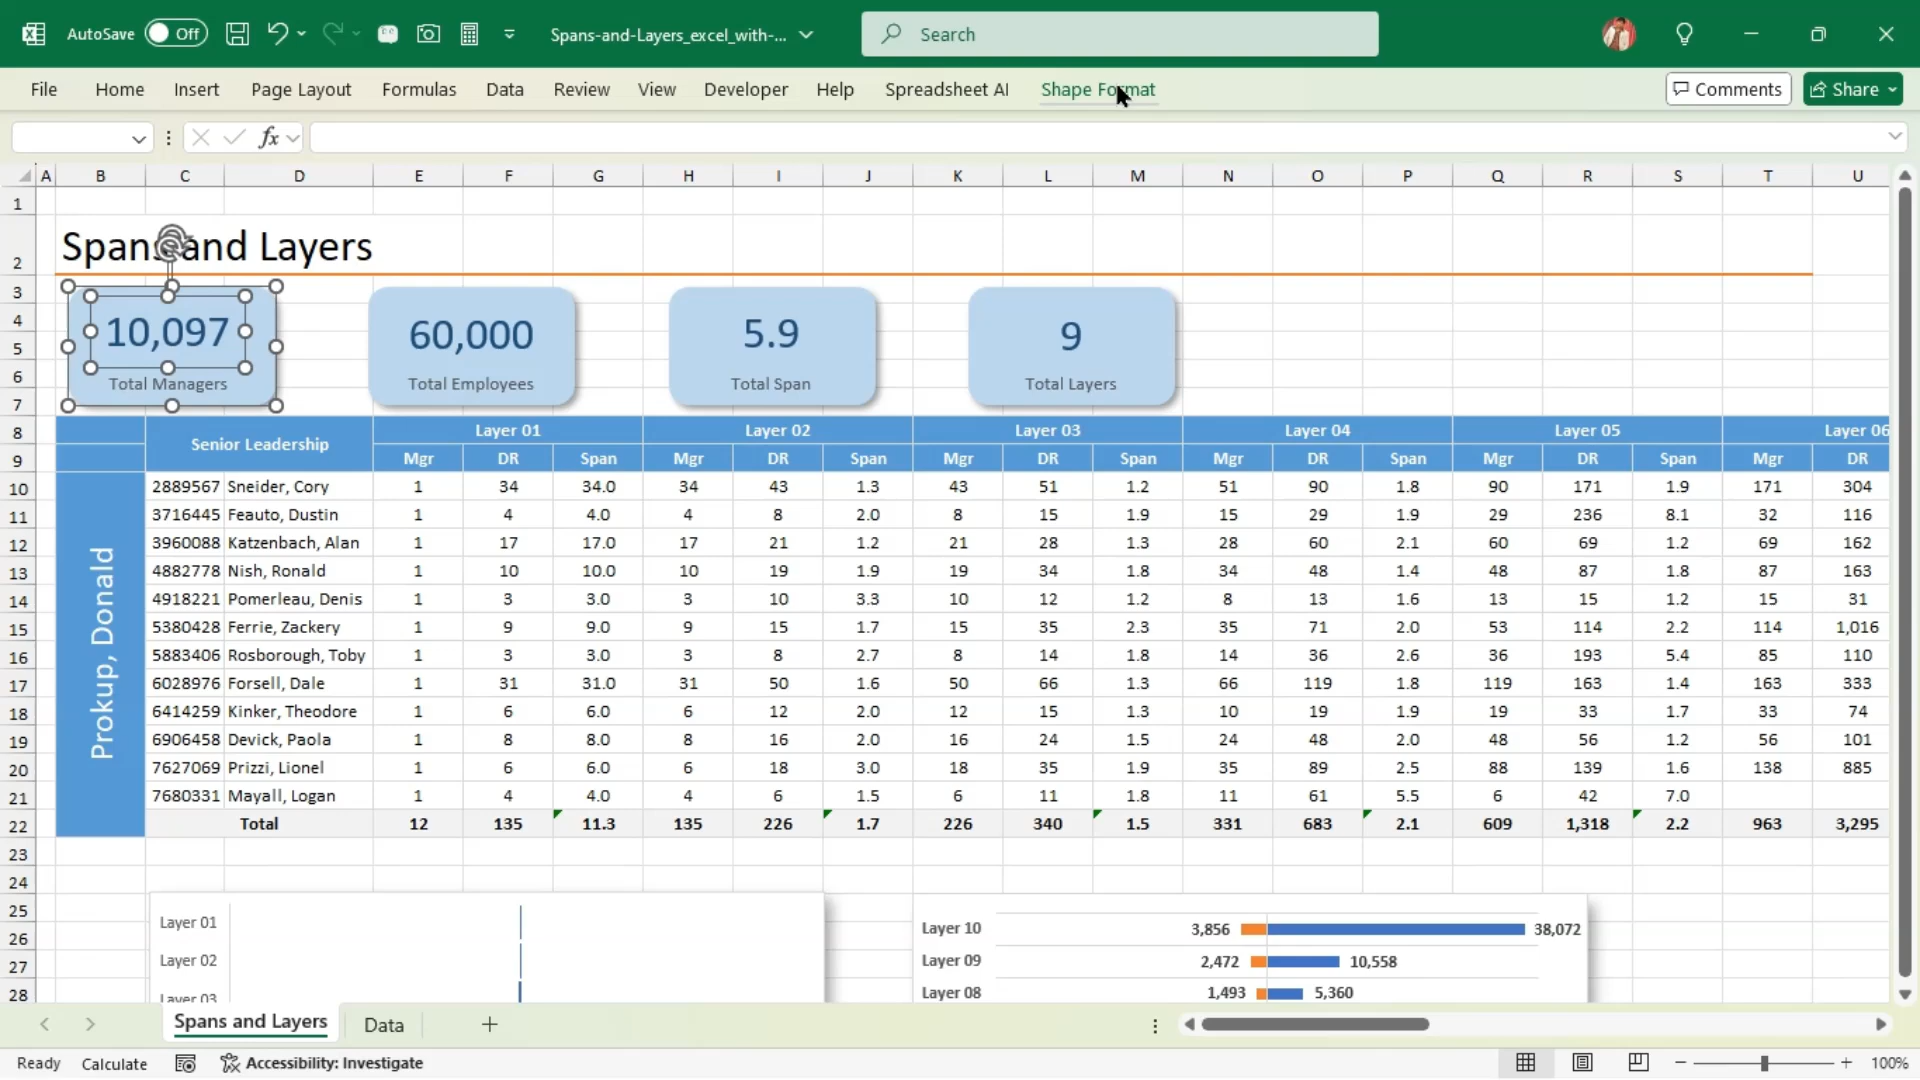 AutoSave Off Spans-and-Layers_excel_with-... Search
File Home Insert Page Layout Formulas Data Review View Developer Help Spreadsheet AI Shape Format Comments Share
fx
A B C D E F G H I J K L M N O P Q R S T U
1
2 Spans and Layers
3
4 10,097 60,000 5.9 9
5
6 Total Managers Total Employees Total Span Total Layers
7
8 Senior Leadership Layer 01 Layer 02 Layer 03 Layer 04 Layer 05 Layer 06
9 Mgr DR Span Mgr DR Span Mgr DR Span Mgr DR Span Mgr DR Span Mgr DR
Prokup, Donald
10 2889567 Sneider, Cory 1 34 34.0 34 43 1.3 43 51 1.2 51 90 1.8 90 171 1.9 171 304
11 3716445 Feauto, Dustin 1 4 4.0 4 8 2.0 8 15 1.9 15 29 1.9 29 236 8.1 32 116
12 3960088 Katzenbach, Alan 1 17 17.0 17 21 1.2 21 28 1.3 28 60 2.1 60 69 1.2 69 162
13 4882778 Nish, Ronald 1 10 10.0 10 19 1.9 19 34 1.8 34 48 1.4 48 87 1.8 87 163
14 4918221 Pomerleau, Denis 1 3 3.0 3 10 3.3 10 12 1.2 8 13 1.6 13 15 1.2 15 31
15 5380428 Ferrie, Zackery 1 9 9.0 9 15 1.7 15 35 2.3 35 71 2.0 53 114 2.2 114 1,016
16 5883406 Rosborough, Toby 1 3 3.0 3 8 2.7 8 14 1.8 14 36 2.6 36 193 5.4 85 110
17 6028976 Forsell, Dale 1 31 31.0 31 50 1.6 50 66 1.3 66 119 1.8 119 163 1.4 163 333
18 6414259 Kinker, Theodore 1 6 6.0 6 12 2.0 12 15 1.3 10 19 1.9 19 33 1.7 33 74
19 6906458 Devick, Paola 1 8 8.0 8 16 2.0 16 24 1.5 24 48 2.0 48 56 1.2 56 101
20 7627069 Prizzi, Lionel 1 6 6.0 6 18 3.0 18 35 1.9 35 89 2.5 88 139 1.6 138 885
21 7680331 Mayall, Logan 1 4 4.0 4 6 1.5 6 11 1.8 11 61 5.5 6 42 7.0
22 Total 12 135 11.3 135 226 1.7 226 340 1.5 331 683 2.1 609 1,318 2.2 963 3,295
23
24
25 Layer 01
26 Layer 10 3,856 38,072
27 Layer 02 Layer 09 2,472 10,558
28 Layer 03 Layer 08 1,493 5,360
Spans and Layers Data
Ready Calculate Accessibility: Investigate 100%